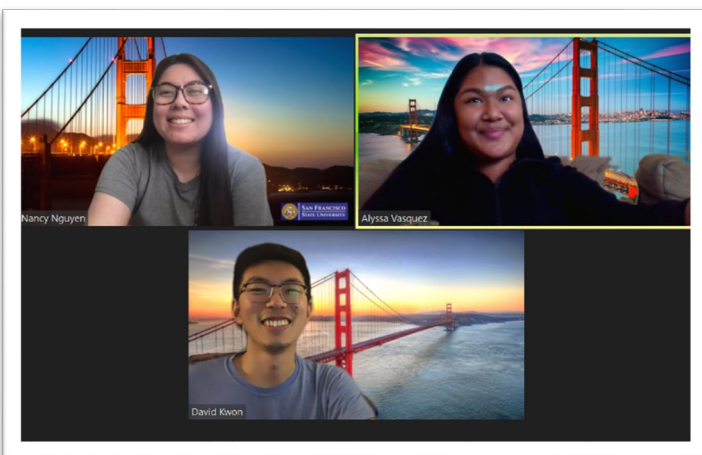 SAN FRANCISCO
STATE UNIVERSITY
Nancy Nguyen
Alyssa Vasquez
David Kwon